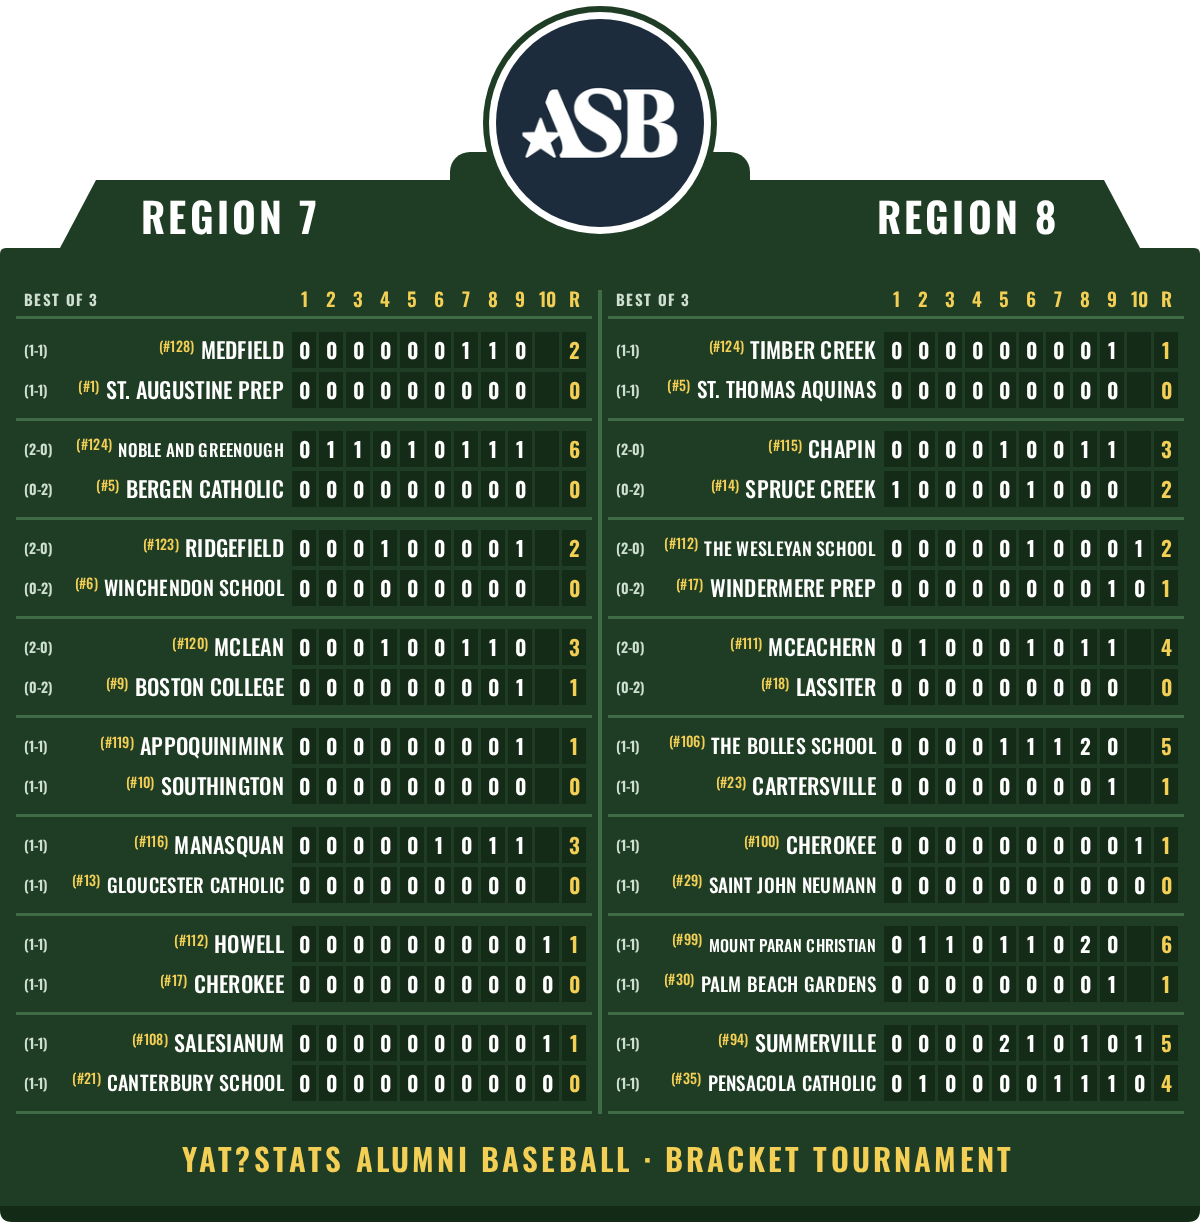 ASB
REGION 7
REGION 8
BEST OF 3 1 2 3 4 5 6 7 8 9 10 R
(1-1) (#128) MEDFIELD 0 0 0 0 0 0 1 1 0 2
(1-1) (#1) ST. AUGUSTINE PREP 0 0 0 0 0 0 0 0 0 0
(2-0) (#124) NOBLE AND GREENOUGH 0 1 1 0 1 0 1 1 1 6
(0-2) (#5) BERGEN CATHOLIC 0 0 0 0 0 0 0 0 0 0
(2-0) (#123) RIDGEFIELD 0 0 0 1 0 0 0 0 1 2
(0-2) (#6) WINCHENDON SCHOOL 0 0 0 0 0 0 0 0 0 0
(2-0) (#120) MCLEAN 0 0 0 1 0 0 1 1 0 3
(0-2) (#9) BOSTON COLLEGE 0 0 0 0 0 0 0 0 1 1
(1-1) (#119) APPOQUINIMINK 0 0 0 0 0 0 0 0 1 1
(1-1) (#10) SOUTHINGTON 0 0 0 0 0 0 0 0 0 0
(1-1) (#116) MANASQUAN 0 0 0 0 0 1 0 1 1 3
(1-1) (#13) GLOUCESTER CATHOLIC 0 0 0 0 0 0 0 0 0 0
(1-1) (#112) HOWELL 0 0 0 0 0 0 0 0 0 1 1
(1-1) (#17) CHEROKEE 0 0 0 0 0 0 0 0 0 0 0
(1-1) (#108) SALESIANUM 0 0 0 0 0 0 0 0 0 1 1
(1-1) (#21) CANTERBURY SCHOOL 0 0 0 0 0 0 0 0 0 0 0
BEST OF 3 1 2 3 4 5 6 7 8 9 10 R
(1-1) (#124) TIMBER CREEK 0 0 0 0 0 0 0 0 1 1
(1-1) (#5) ST. THOMAS AQUINAS 0 0 0 0 0 0 0 0 0 0
(2-0) (#115) CHAPIN 0 0 0 0 1 0 0 1 1 3
(0-2) (#14) SPRUCE CREEK 1 0 0 0 0 1 0 0 0 2
(2-0) (#112) THE WESLEYAN SCHOOL 0 0 0 0 0 1 0 0 0 1 2
(0-2) (#17) WINDERMERE PREP 0 0 0 0 0 0 0 0 1 0 1
(2-0) (#111) MCEACHERN 0 1 0 0 0 1 0 1 1 4
(0-2) (#18) LASSITER 0 0 0 0 0 0 0 0 0 0
(1-1) (#106) THE BOLLES SCHOOL 0 0 0 0 1 1 1 2 0 5
(1-1) (#23) CARTERSVILLE 0 0 0 0 0 0 0 0 1 1
(1-1) (#100) CHEROKEE 0 0 0 0 0 0 0 0 0 1 1
(1-1) (#29) SAINT JOHN NEUMANN 0 0 0 0 0 0 0 0 0 0 0
(1-1) (#99) MOUNT PARAN CHRISTIAN 0 1 1 0 1 1 0 2 0 6
(1-1) (#30) PALM BEACH GARDENS 0 0 0 0 0 0 0 0 1 1
(1-1) (#94) SUMMERVILLE 0 0 0 0 2 1 0 1 0 1 5
(1-1) (#35) PENSACOLA CATHOLIC 0 1 0 0 0 0 1 1 1 0 4
YAT?STATS ALUMNI BASEBALL · BRACKET TOURNAMENT